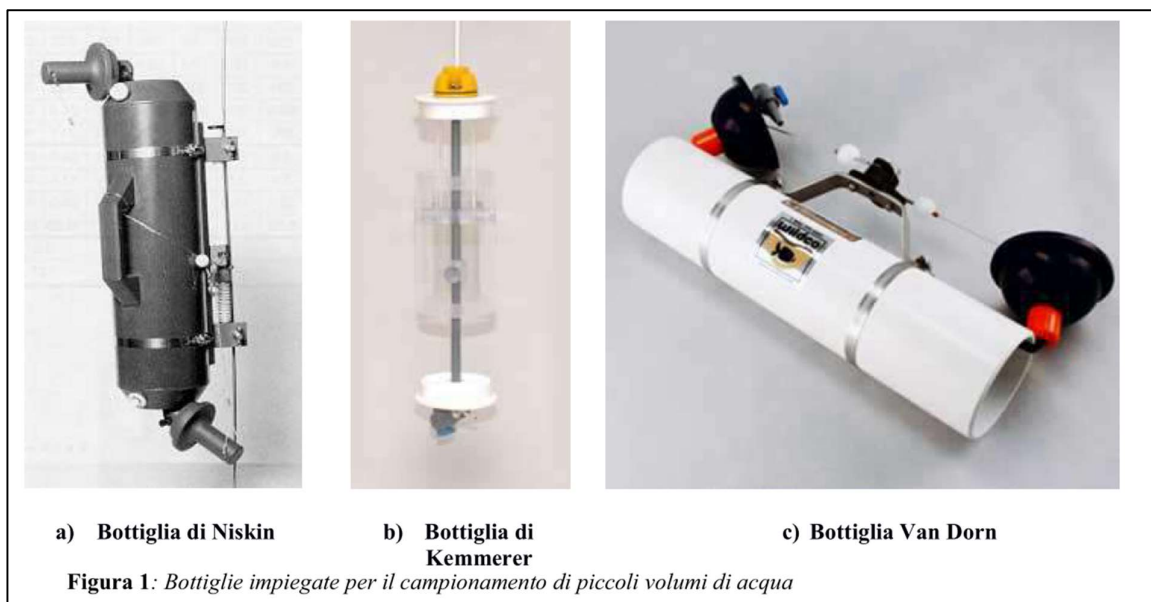 wildco
a) Bottiglia di Niskin
b) Bottiglia di
Kemmerer
c) Bottiglia Van Dorn
Figura 1: Bottiglie impiegate per il campionamento di piccoli volumi di acqua